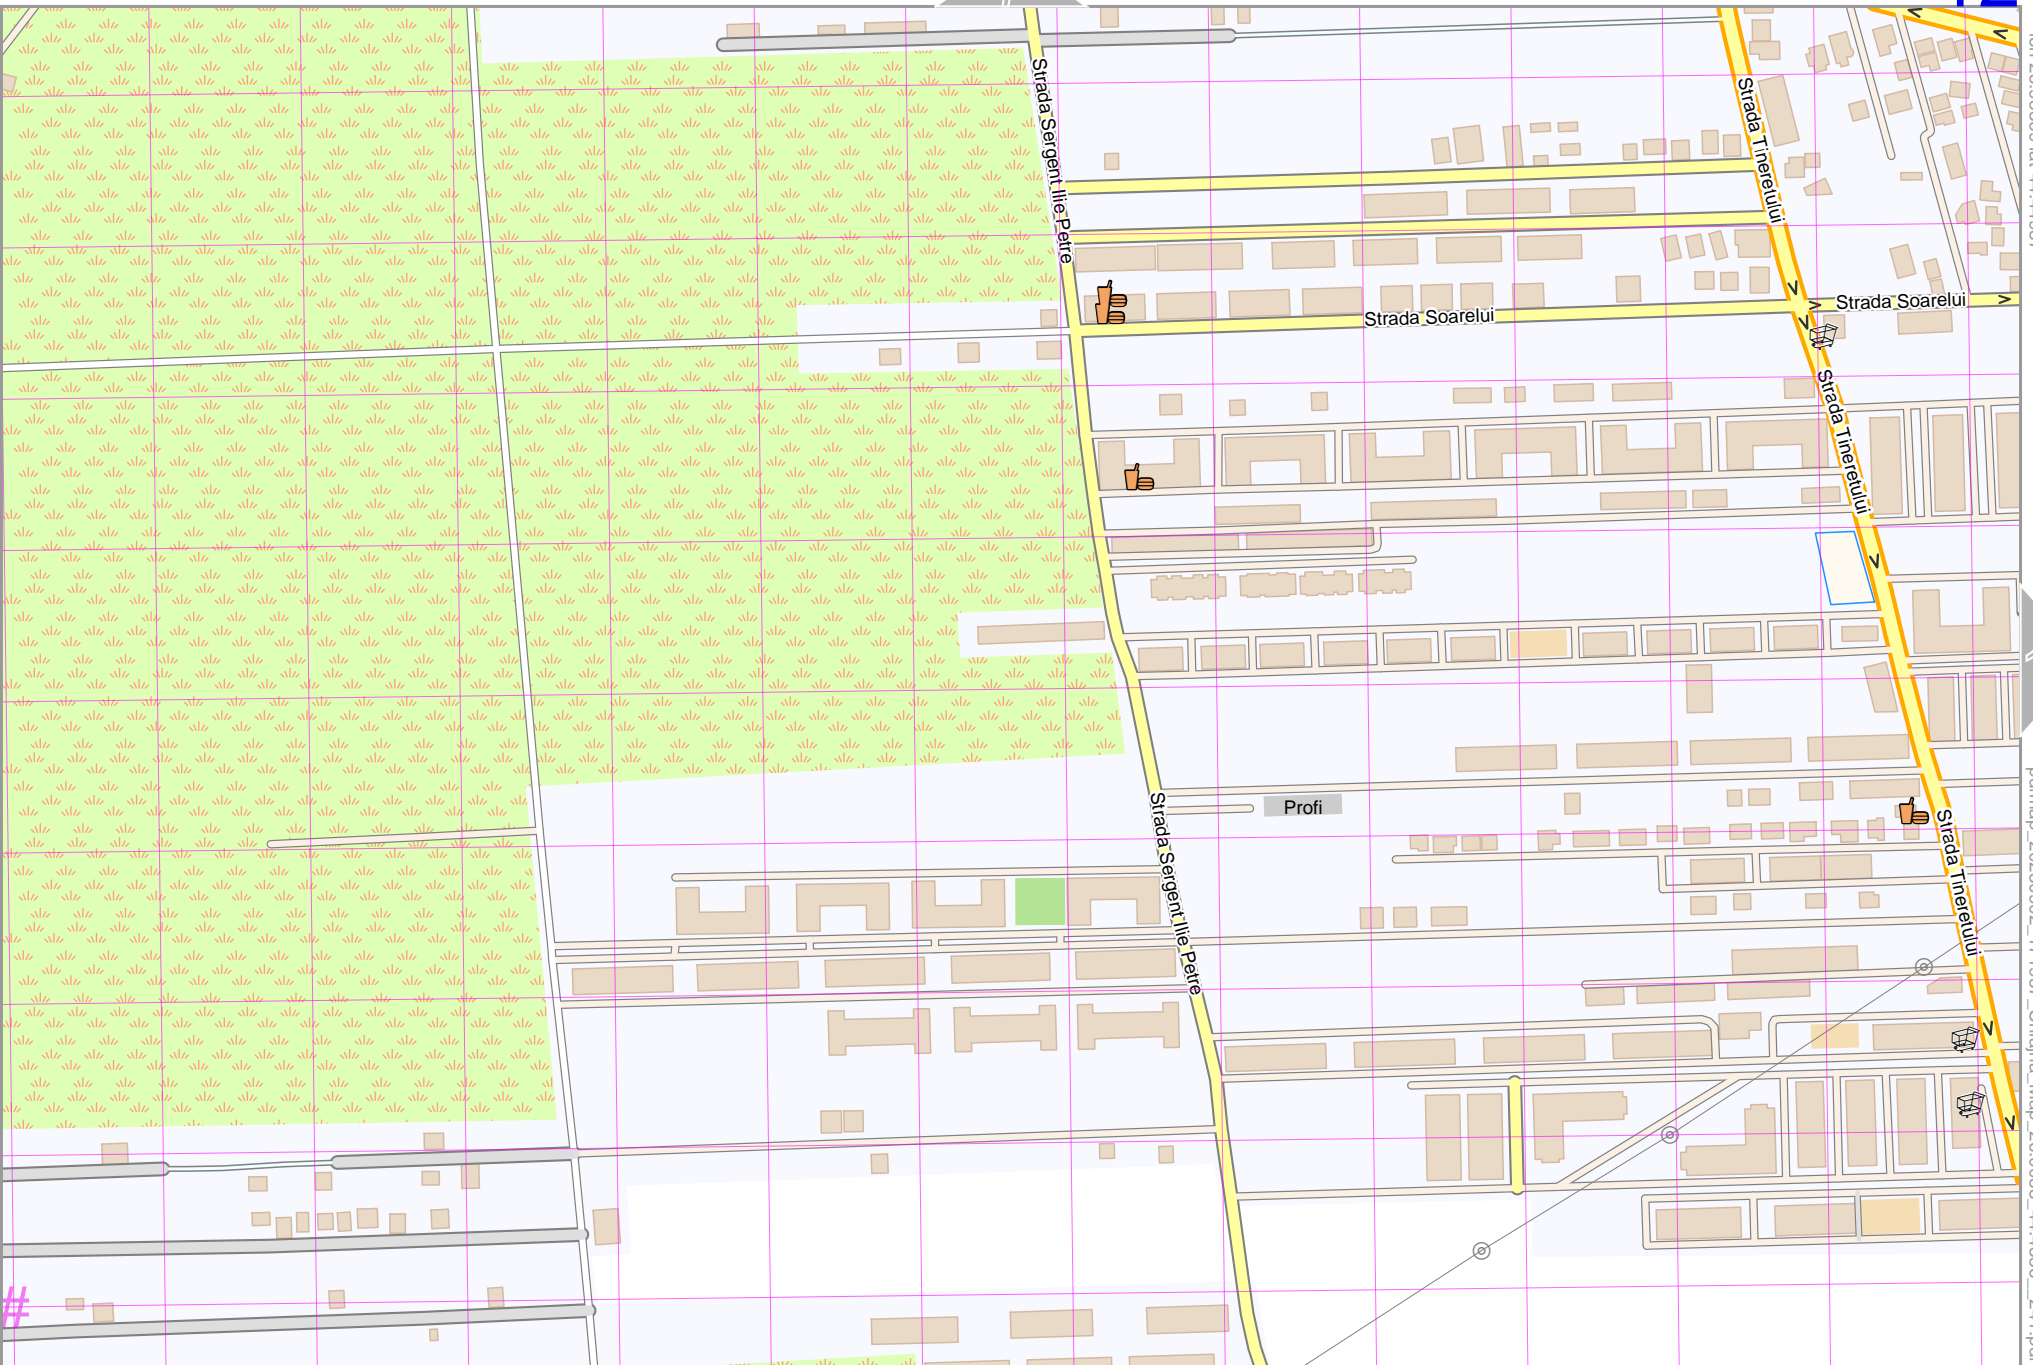 Strada Sergent Ilie Petre
Strada Tineretului
Strada Soarelui
Strada Soarelui
Strada Tineretului
Profi
Strada Sergent Ilie Petre
Strada Tineretului
#